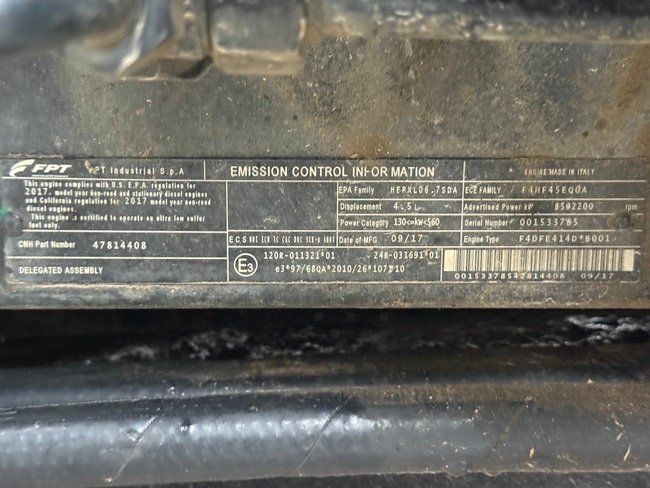 FPT FPT Industrial S.p.A
EMISSION CONTROL INFORMATION
ENGINE MADE IN ITALY
This engine complies with U.S. E.P.A. regulation for
2017. model year non-road and stationary diesel engines
and California regulation for 2017 model year non-road
diesel engines.
This engine is certified to operate on ultra low sulfur
fuel only.
CNH Part Number 47814408
DELEGATED ASSEMBLY
ECS
EPA Family HFPXL06.7SDA ECE FAMILY
Displacement 4.5L Advertised Power kW 85@2200 rpm
Power Category 130<=kW<560 Serial Number 001533785
Date of MFG 09/17 Engine Type F4DFE414D*B001
E3
120R-011321*01 24R-031691*01
e3*97/68QA*2010/26*1071*10
00153378547814408 09/17